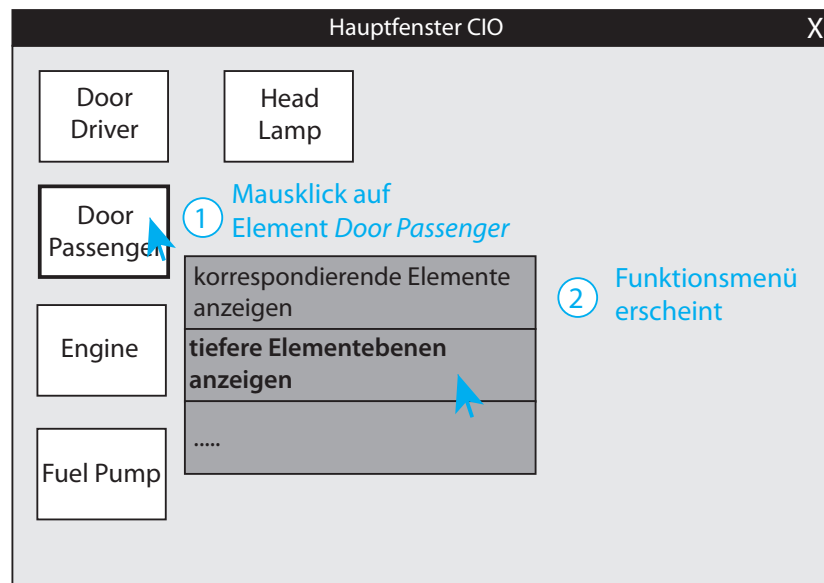 Hauptfenster CIO
X
Door
Driver
Head
Lamp
Door
Passenger
1
Mausklick auf
Element Door Passenger
korrespondierende Elemente
anzeigen
2
Funktionsmenü
erscheint
Engine
tiefere Elementebenen
anzeigen
.....
Fuel Pump